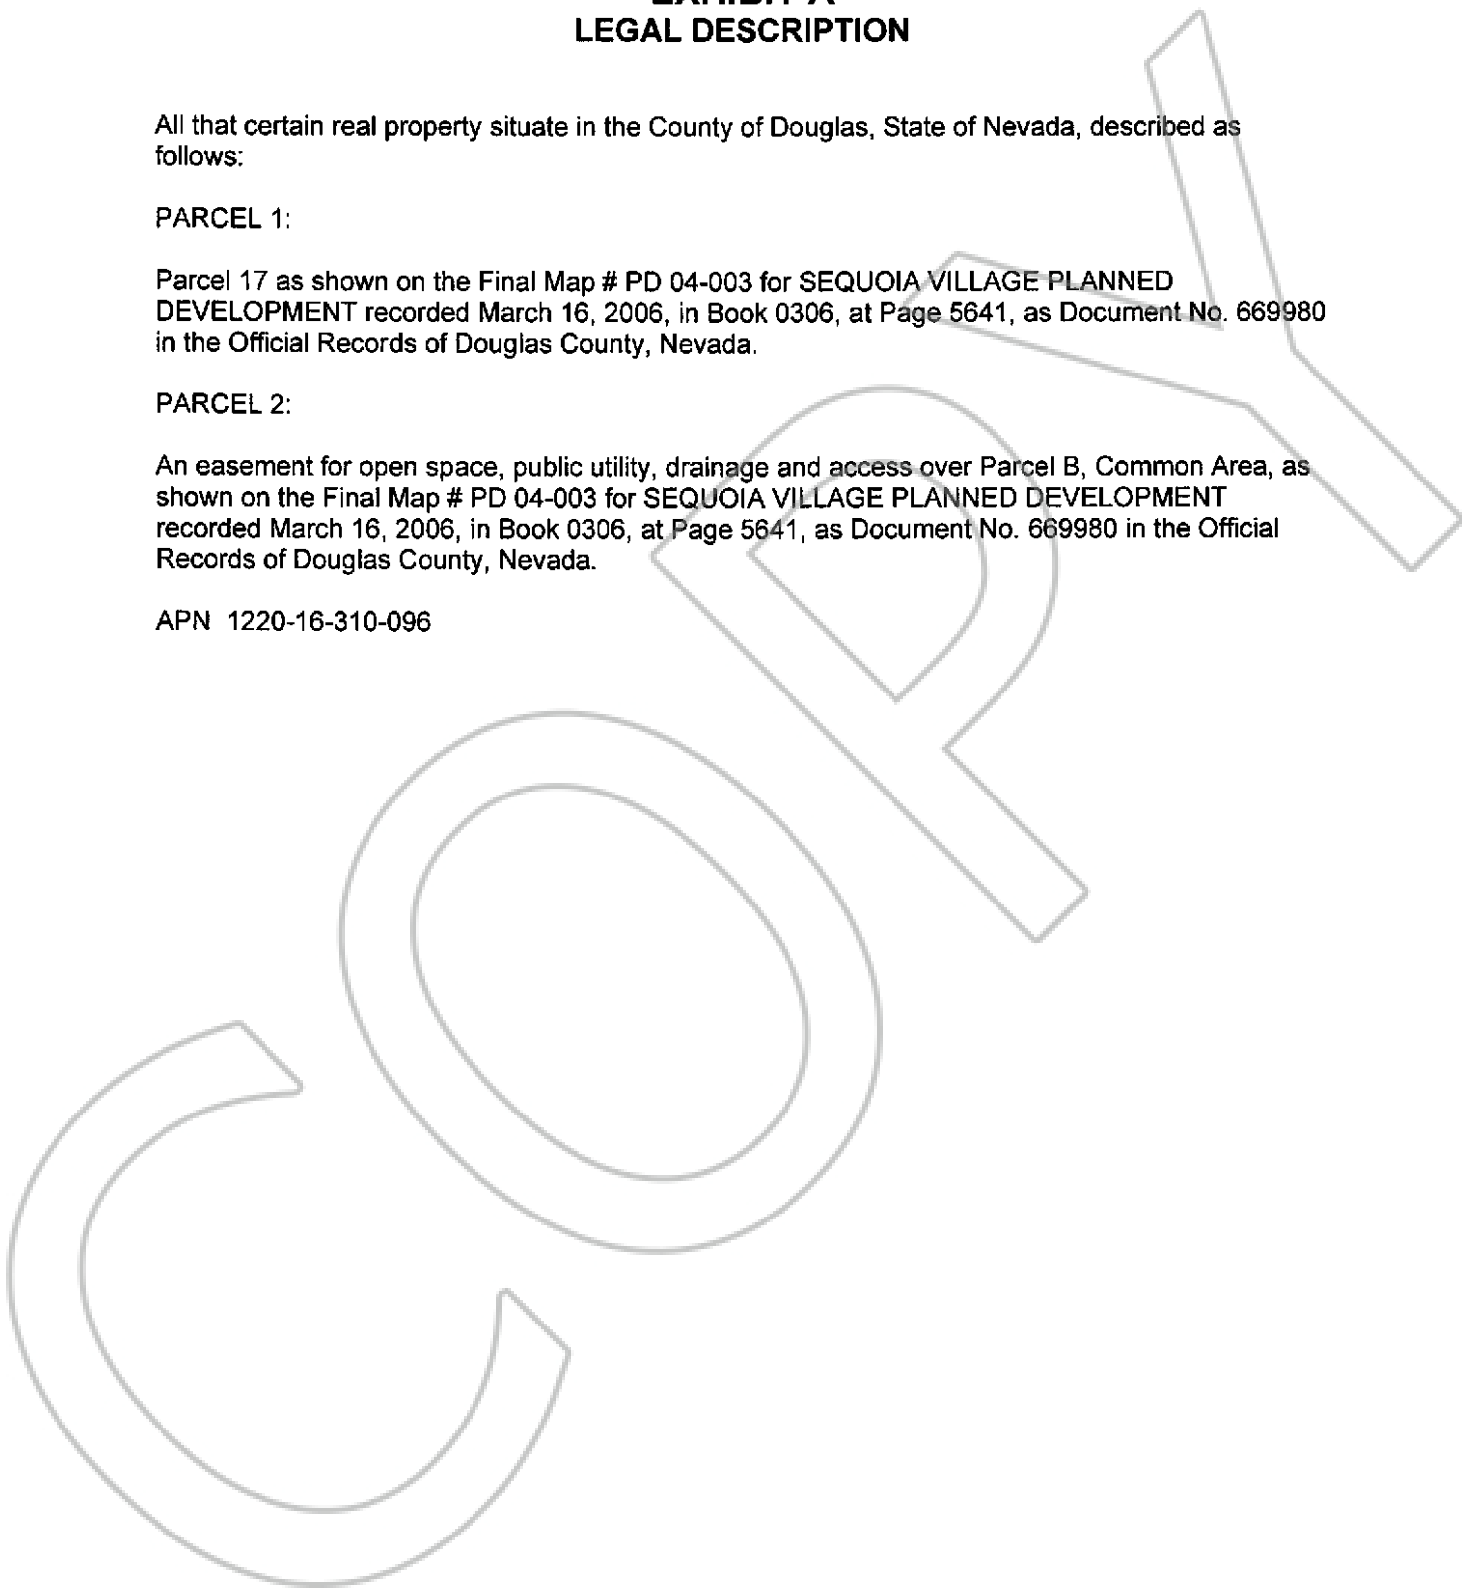 EXHIBIT A
LEGAL DESCRIPTION
All that certain real property situate in the County of Douglas, State of Nevada, described as
follows:
PARCEL 1:
Parcel 17 as shown on the Final Map # PD 04-003 for SEQUOIA VILLAGE PLANNED
DEVELOPMENT recorded March 16, 2006, in Book 0306, at Page 5641, as Document No. 669980
in the Official Records of Douglas County, Nevada.
PARCEL 2:
An easement for open space, public utility, drainage and access over Parcel B, Common Area, as
shown on the Final Map # PD 04-003 for SEQUOIA VILLAGE PLANNED DEVELOPMENT
recorded March 16, 2006, in Book 0306, at Page 5641, as Document No. 669980 in the Official
Records of Douglas County, Nevada.
APN 1220-16-310-096
COPY